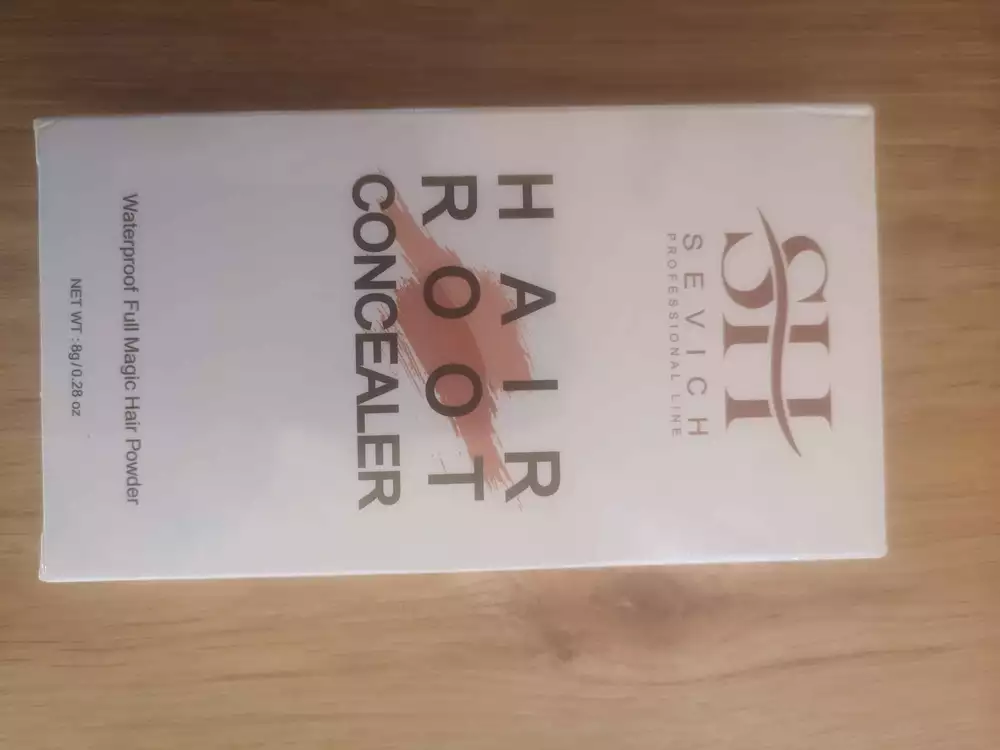 SH
SEVICH
PROFESSIONAL LINE
HAIR
ROOT
CONCEALER
Waterproof Full Magic Hair Powder
NET WT : 8g/0.28 oz